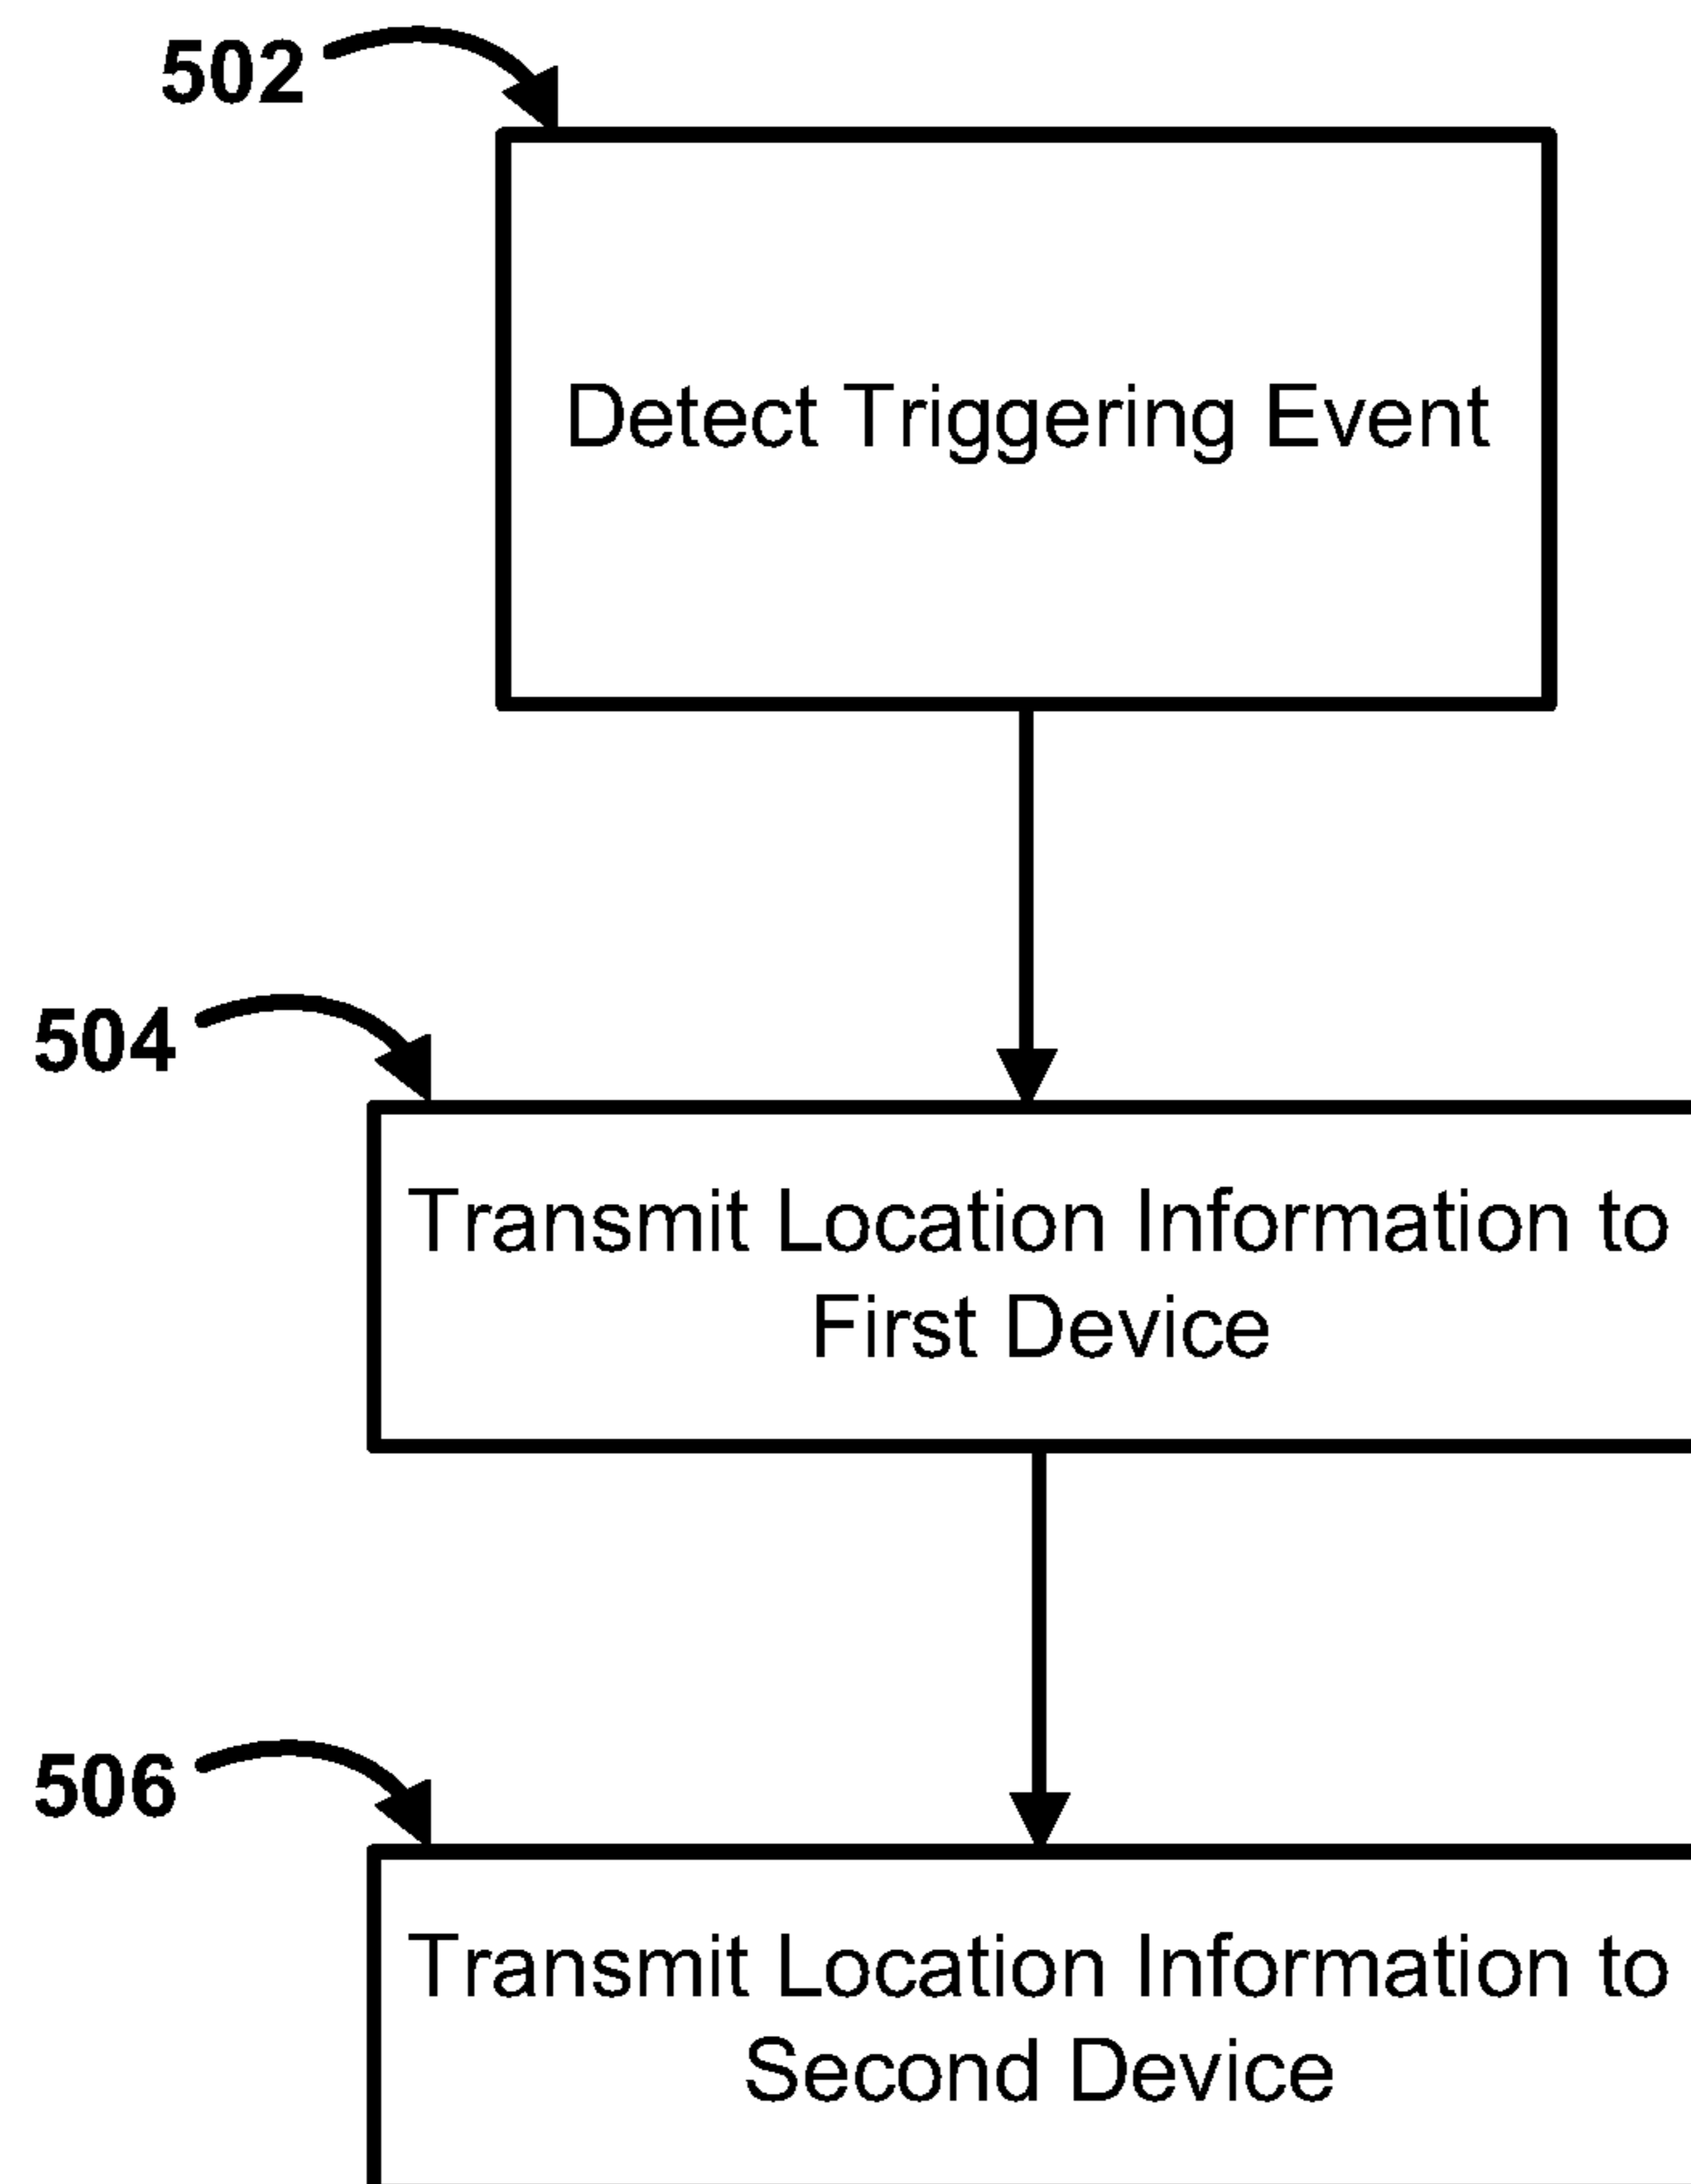 502
Detect Triggering Event
504
Transmit Location Information to
First Device
506
Transmit Location Information to
Second Device